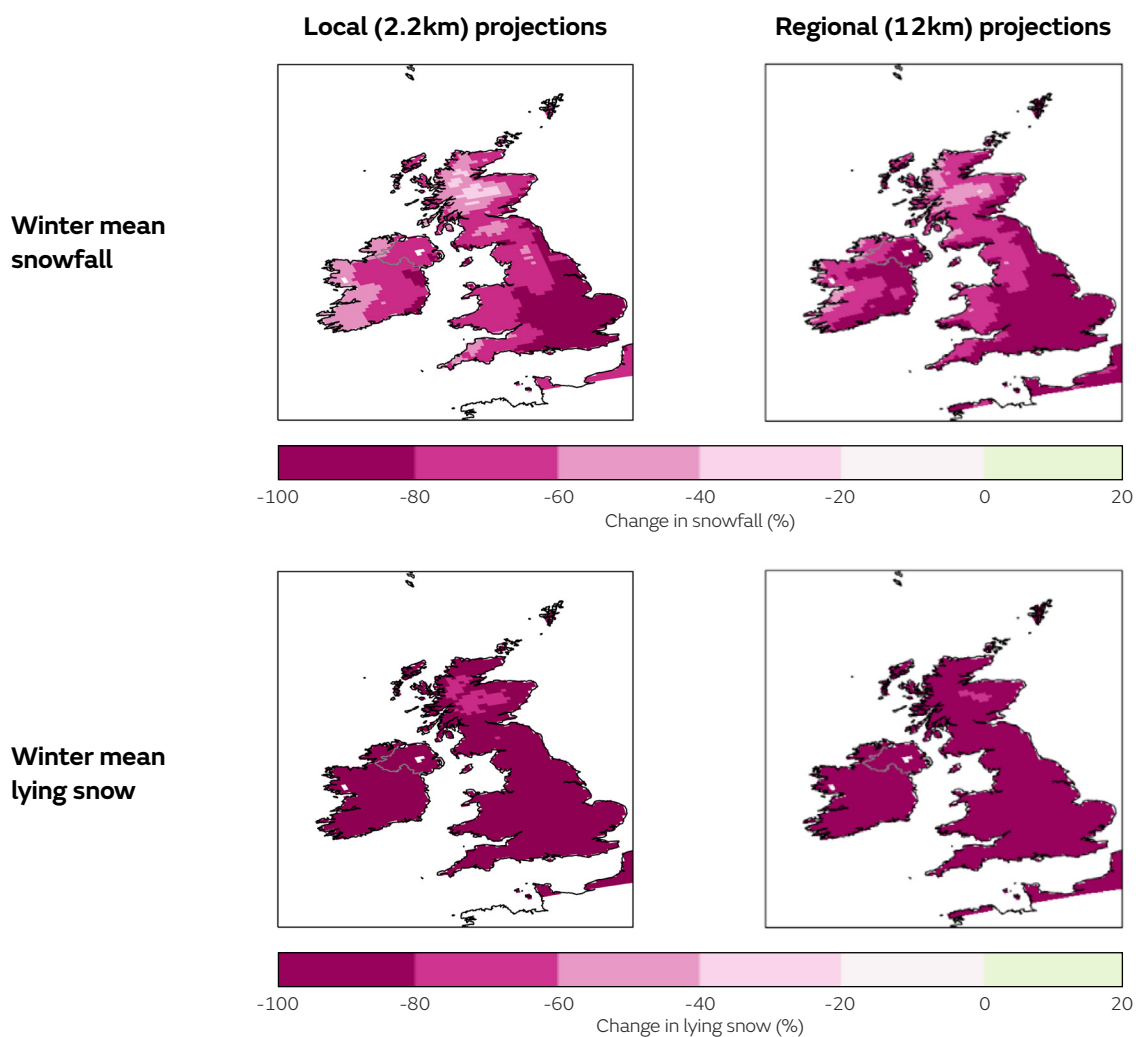 Local (2.2km) projections
Regional (12km) projections
Winter mean
snowfall
-100 -80 -60 -40 -20 0 20
Change in snowfall (%)
Winter mean
lying snow
-100 -80 -60 -40 -20 0 20
Change in lying snow (%)